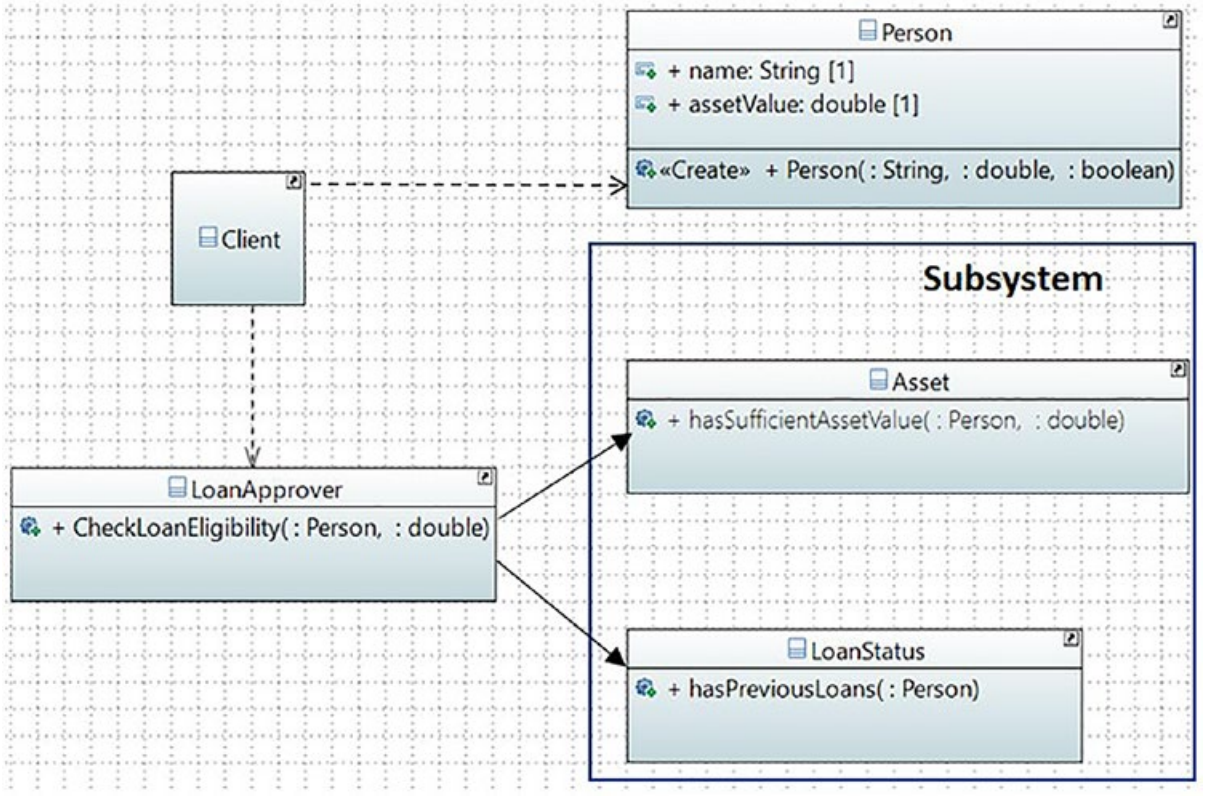 Person
+ name: String [1]
+ assetValue: double [1]
«Create» + Person( : String, : double, : boolean)
Client
Subsystem
Asset
+ hasSufficientAssetValue( : Person, : double)
LoanApprover
+ CheckLoanEligibility( : Person, : double)
LoanStatus
+ hasPreviousLoans( : Person)